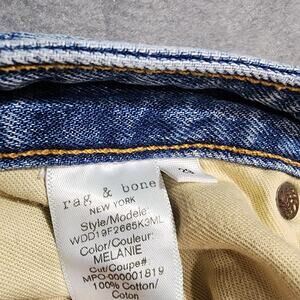 rag & bone
NEW YORK
Style/Modele
WDD19F2665K3ML
Color/Couleur:
MELANIE
Cut/Coupe#
MPO-000001819
100% Cotton/
Coton